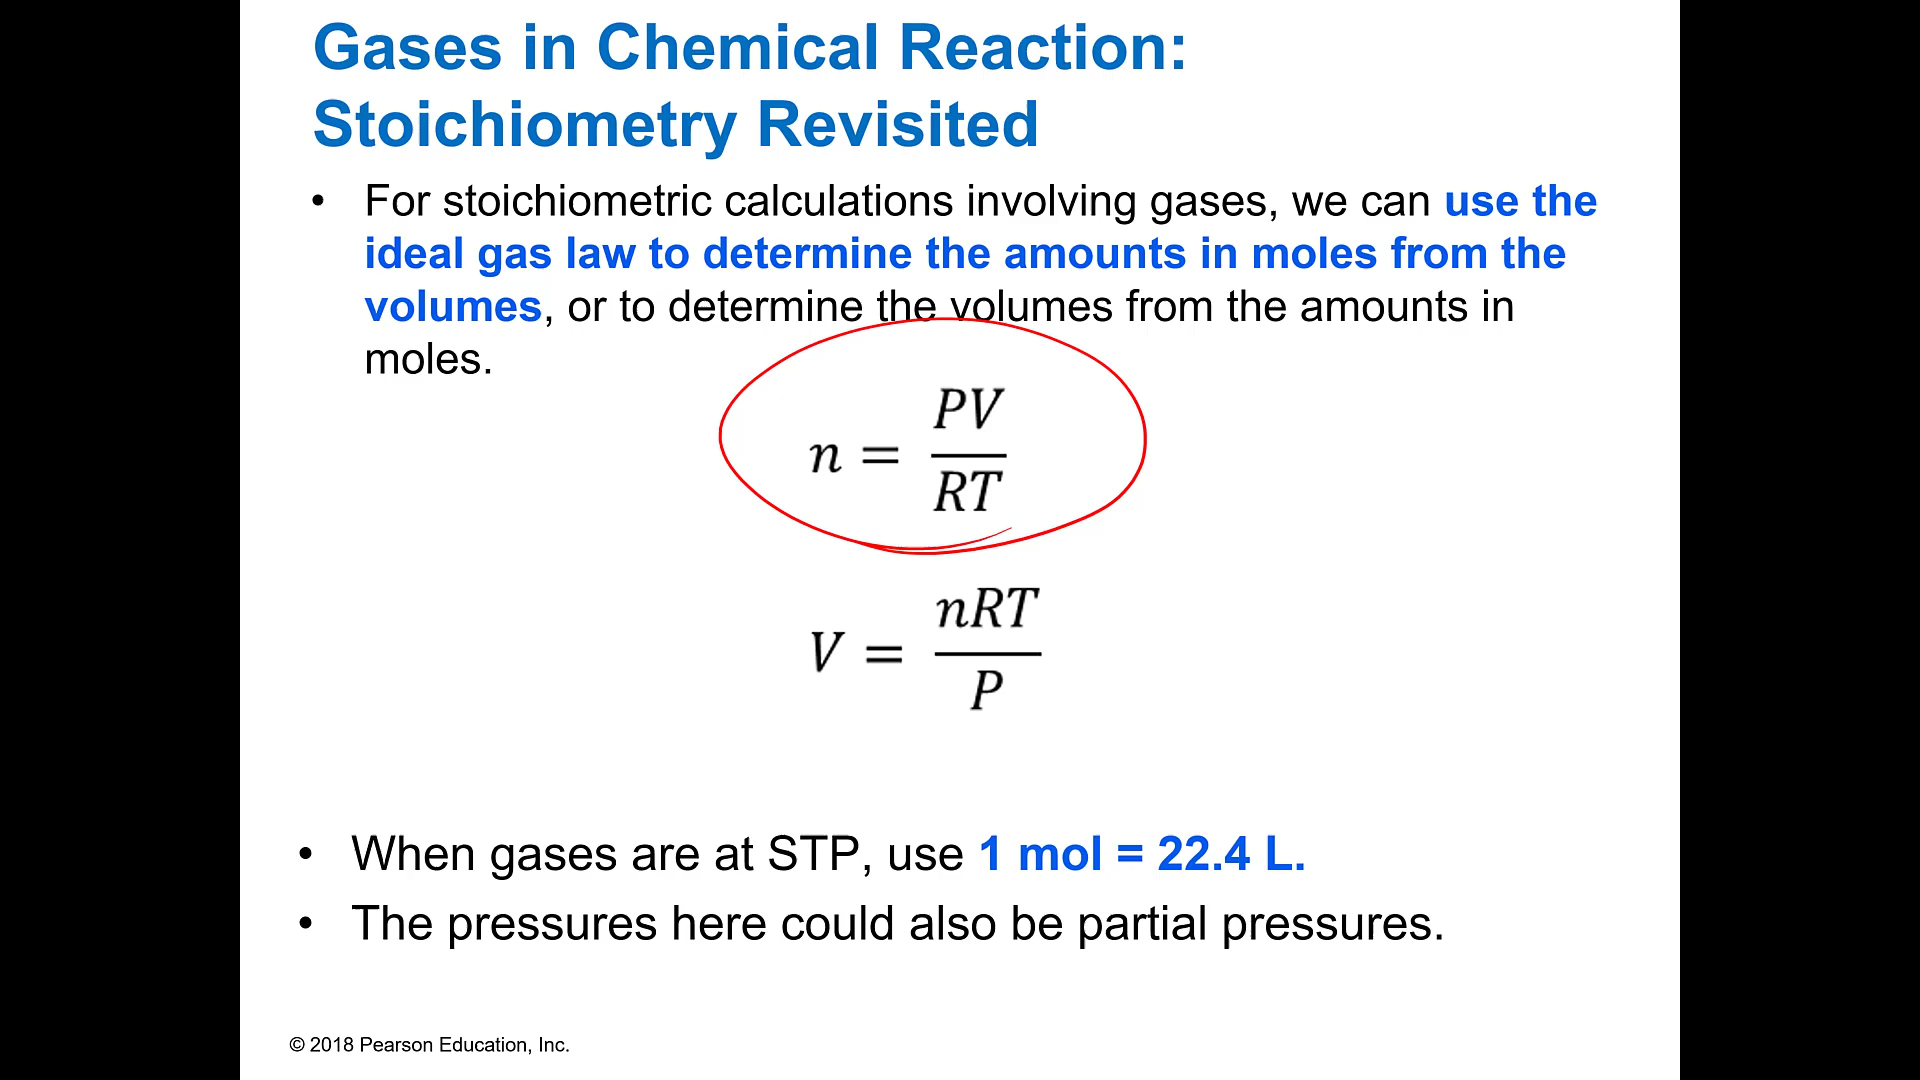 Gases in Chemical Reaction:
Stoichiometry Revisited
• For stoichiometric calculations involving gases, we can use the
ideal gas law to determine the amounts in moles from the
volumes, or to determine the volumes from the amounts in
moles.
n = PV/RT
V = nRT/P
• When gases are at STP, use 1 mol = 22.4 L.
• The pressures here could also be partial pressures.
© 2018 Pearson Education, Inc.